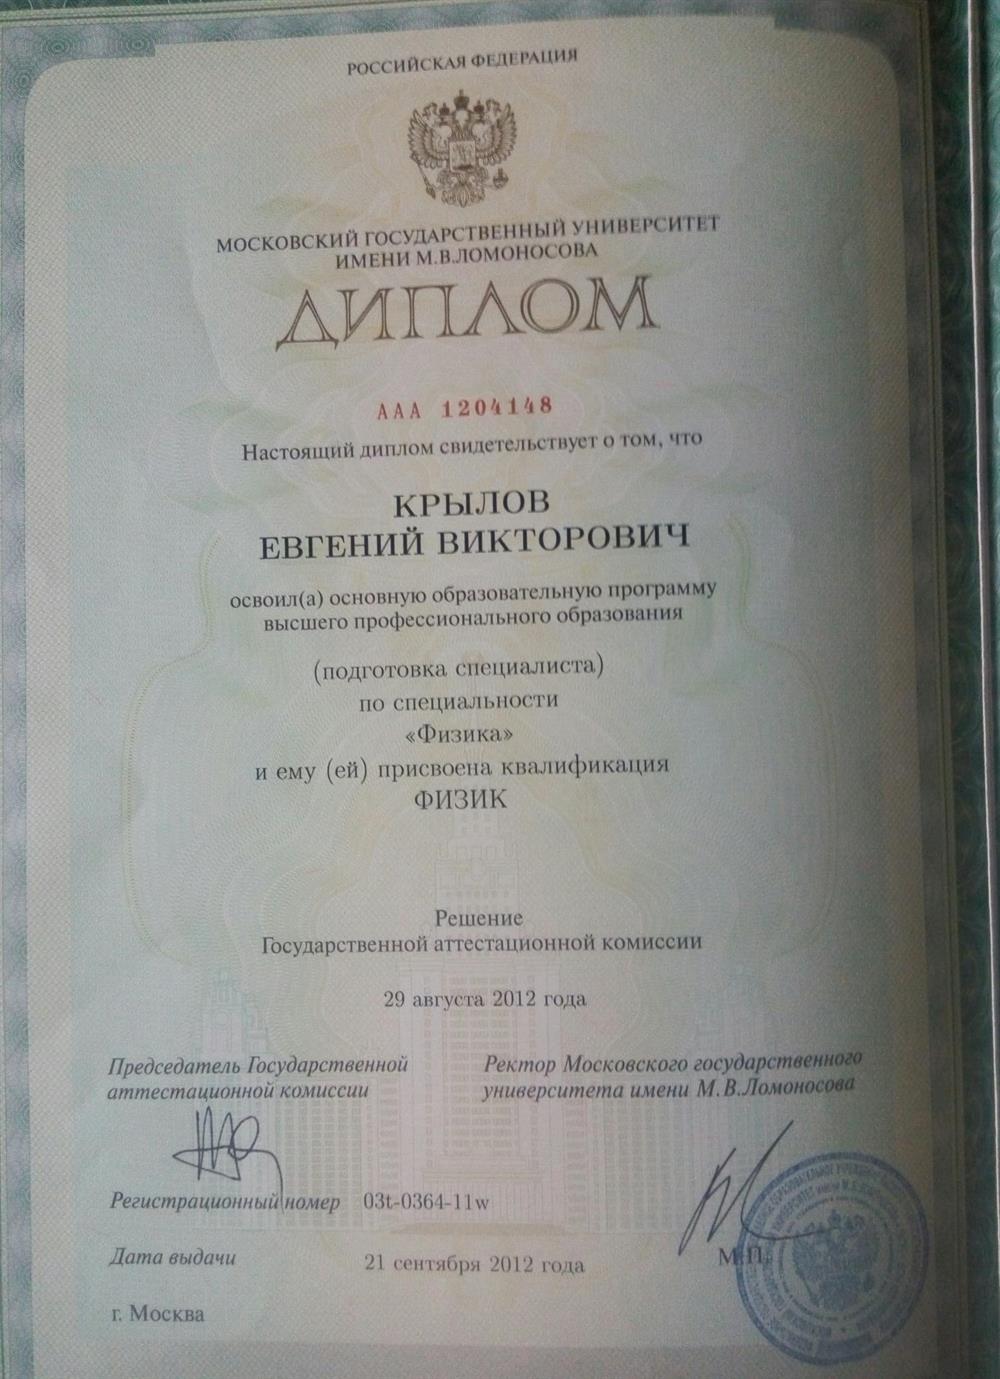 РОССИЙСКАЯ ФЕДЕРАЦИЯ
МОСКОВСКИЙ ГОСУДАРСТВЕННЫЙ УНИВЕРСИТЕТ
ИМЕНИ М.В.ЛОМОНОСОВА
ДИПЛОМ
ААА 1204148
Настоящий диплом свидетельствует о том, что
КРЫЛОВ
ЕВГЕНИЙ ВИКТОРОВИЧ
освоил(а) основную образовательную программу
высшего профессионального образования
(подготовка специалиста)
по специальности
«Физика»
и ему (ей) присвоена квалификация
ФИЗИК
Решение
Государственной аттестационной комиссии
29 августа 2012 года
Председатель Государственной
аттестационной комиссии
Ректор Московского государственного
университета имени М.В.Ломоносова
Регистрационный номер 03t-0364-11w
М.П.
Дата выдачи 21 сентября 2012 года
г. Москва